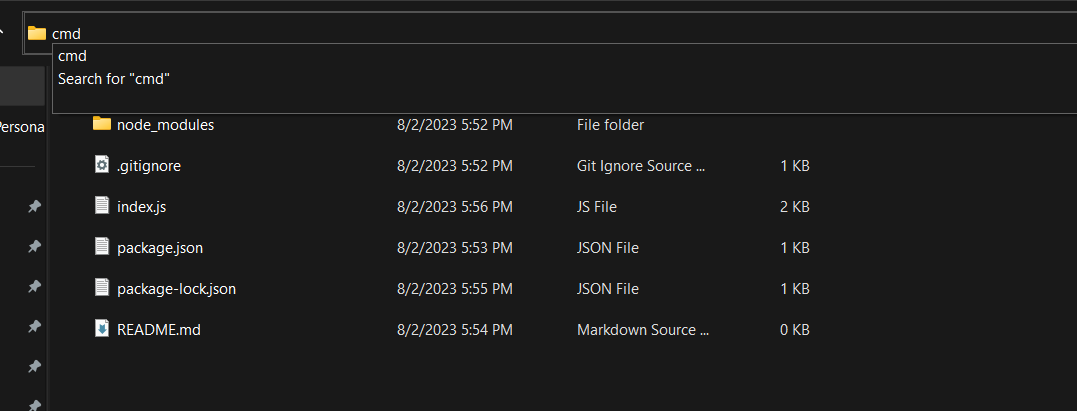 cmd
cmd
Search for "cmd"
Persona
node_modules 8/2/2023 5:52 PM File folder
.gitignore 8/2/2023 5:52 PM Git Ignore Source ... 1 KB
index.js 8/2/2023 5:56 PM JS File 2 KB
package.json 8/2/2023 5:53 PM JSON File 1 KB
package-lock.json 8/2/2023 5:55 PM JSON File 1 KB
README.md 8/2/2023 5:54 PM Markdown Source ... 0 KB